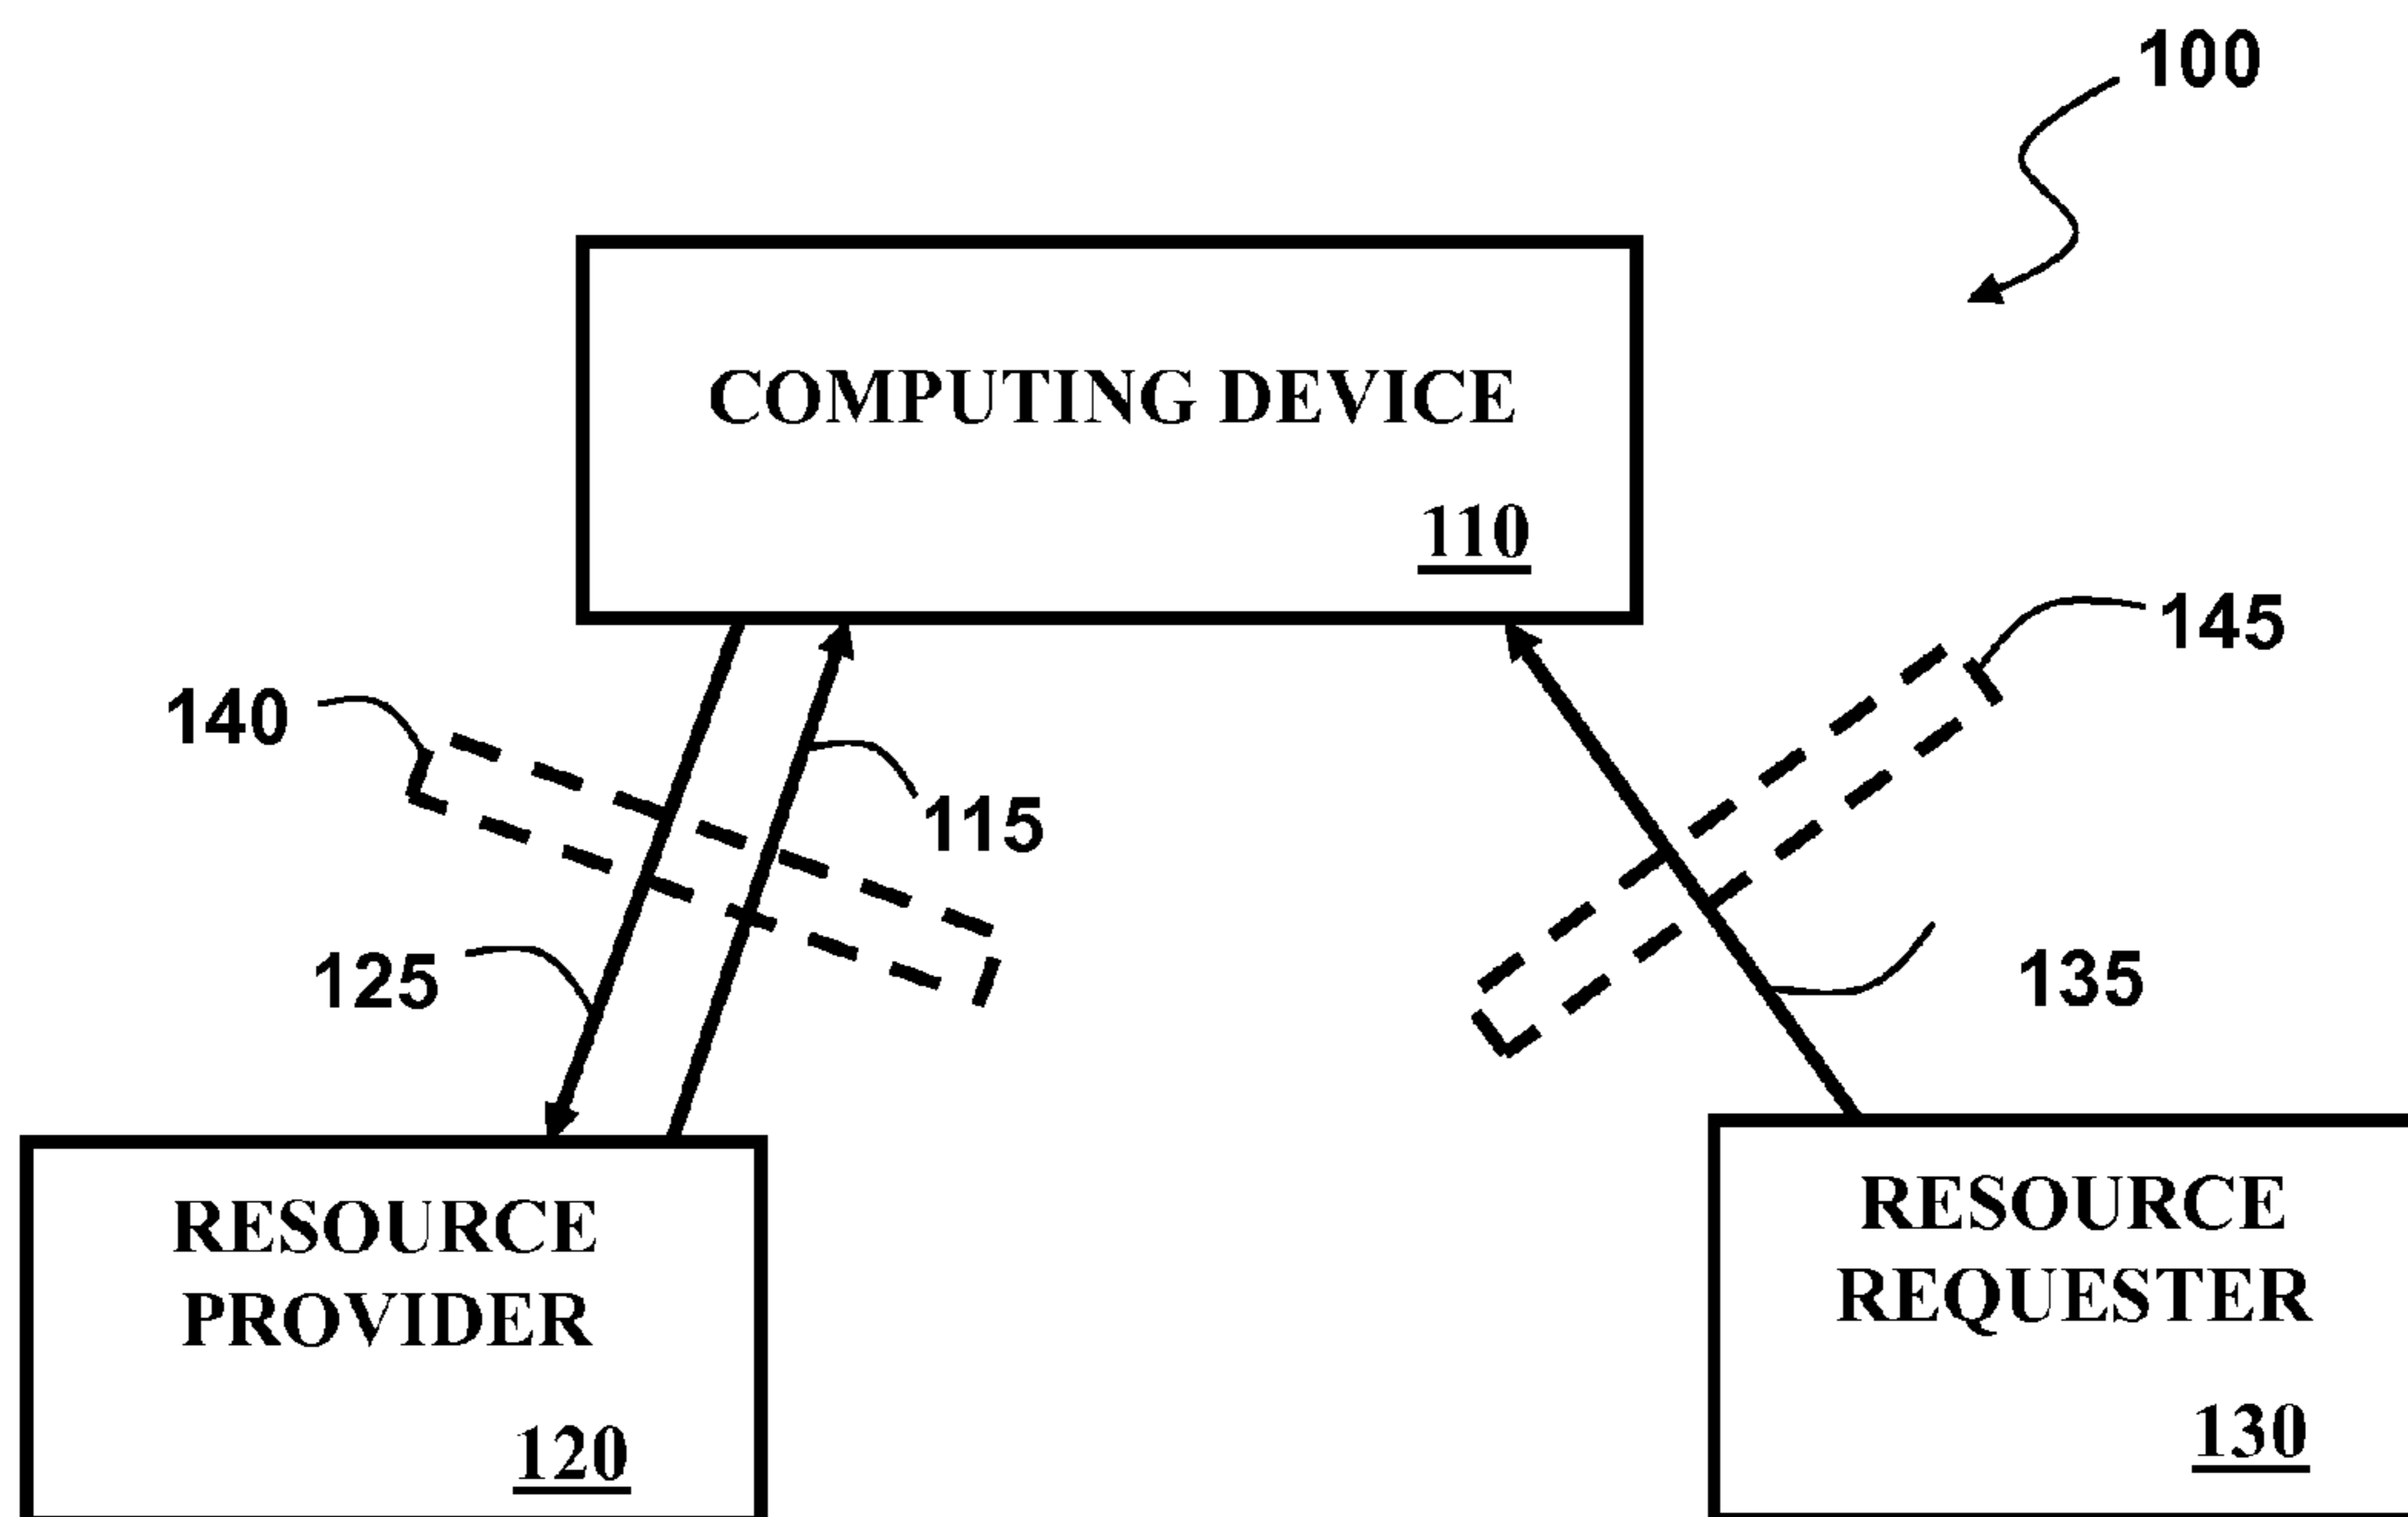 100
COMPUTING DEVICE
110
145
140
115
125
135
RESOURCE
PROVIDER
120
RESOURCE
REQUESTER
130